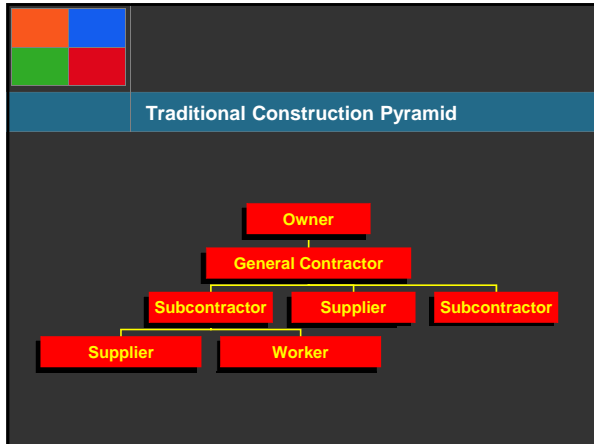 Traditional Construction Pyramid
Owner
General Contractor
Subcontractor Supplier Subcontractor
Supplier Worker